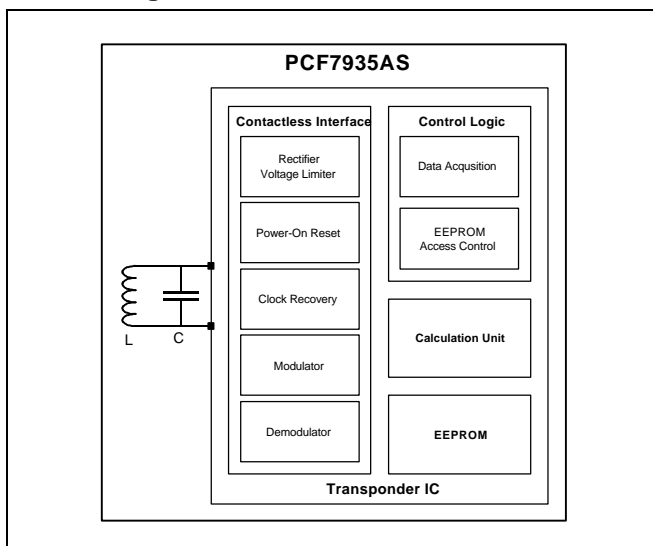 PCF7935AS
Contactless Interface
Rectifier
Voltage Limiter
Power-On Reset
Clock Recovery
Modulator
Demodulator
Control Logic
Data Acqusition
EEPROM
Access Control
Calculation Unit
EEPROM
L
C
Transponder IC